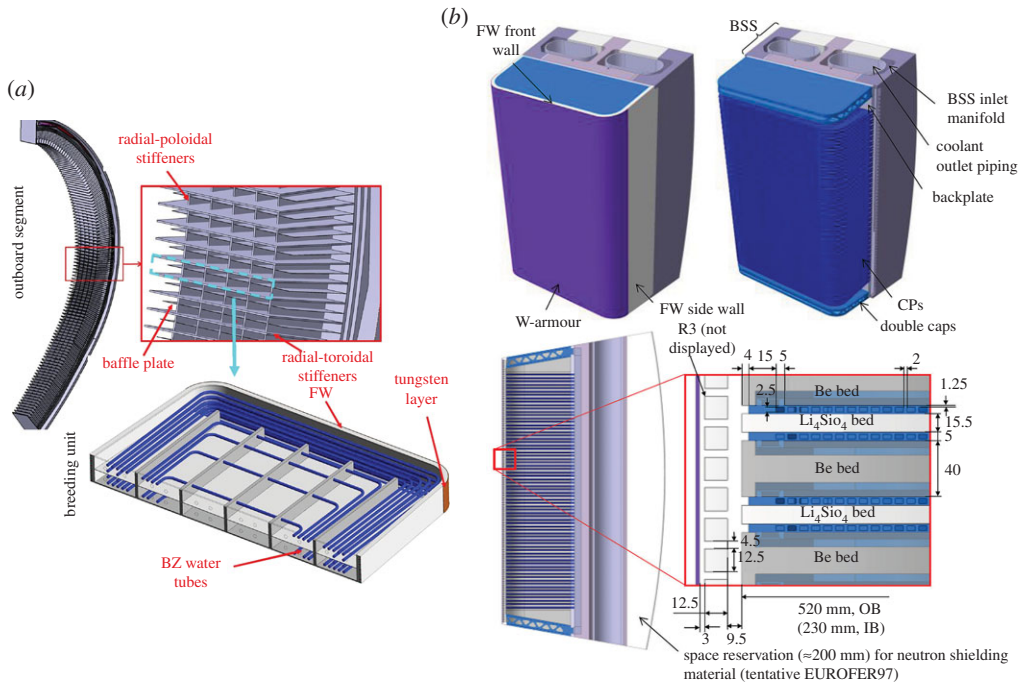 (a)
outboard segment
radial-poloidal
stiffeners
baffle plate
radial-toroidal
stiffeners
FW
tungsten
layer
breeding unit
BZ water
tubes
(b)
FW front
wall
BSS
BSS inlet
manifold
coolant
outlet piping
backplate
W-armour
FW side wall
R3 (not
displayed)
CPs
double caps
4 15 5
2
2.5
1.25
Be bed
Li4Sio4 bed
15.5
5
Be bed
40
Li4Sio4 bed
4.5
12.5
Be bed
12.5
3
9.5
520 mm, OB
(230 mm, IB)
space reservation (≈200 mm) for neutron shielding
material (tentative EUROFER97)